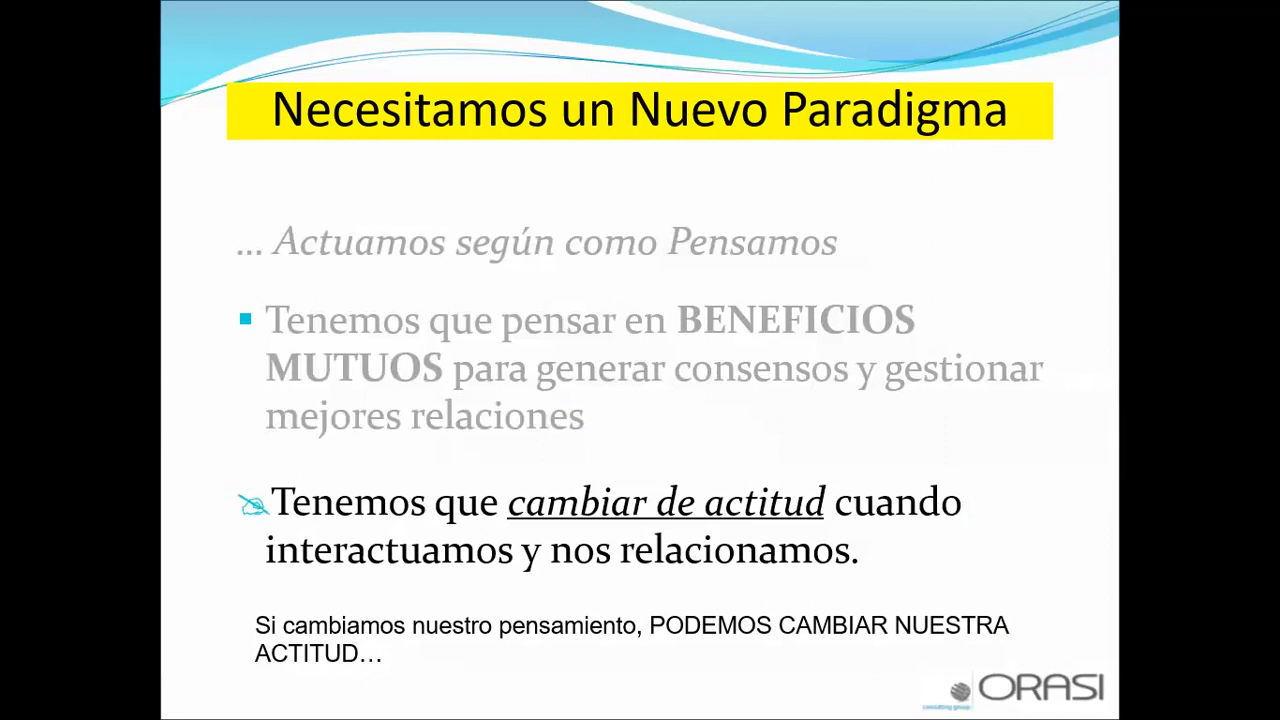 Necesitamos un Nuevo Paradigma
... Actuamos según como Pensamos
Tenemos que pensar en BENEFICIOS
MUTUOS para generar consensos y gestionar
mejores relaciones
Tenemos que cambiar de actitud cuando
interactuamos y nos relacionamos.
Si cambiamos nuestro pensamiento, PODEMOS CAMBIAR NUESTRA
ACTITUD...
ORASI
consulting group